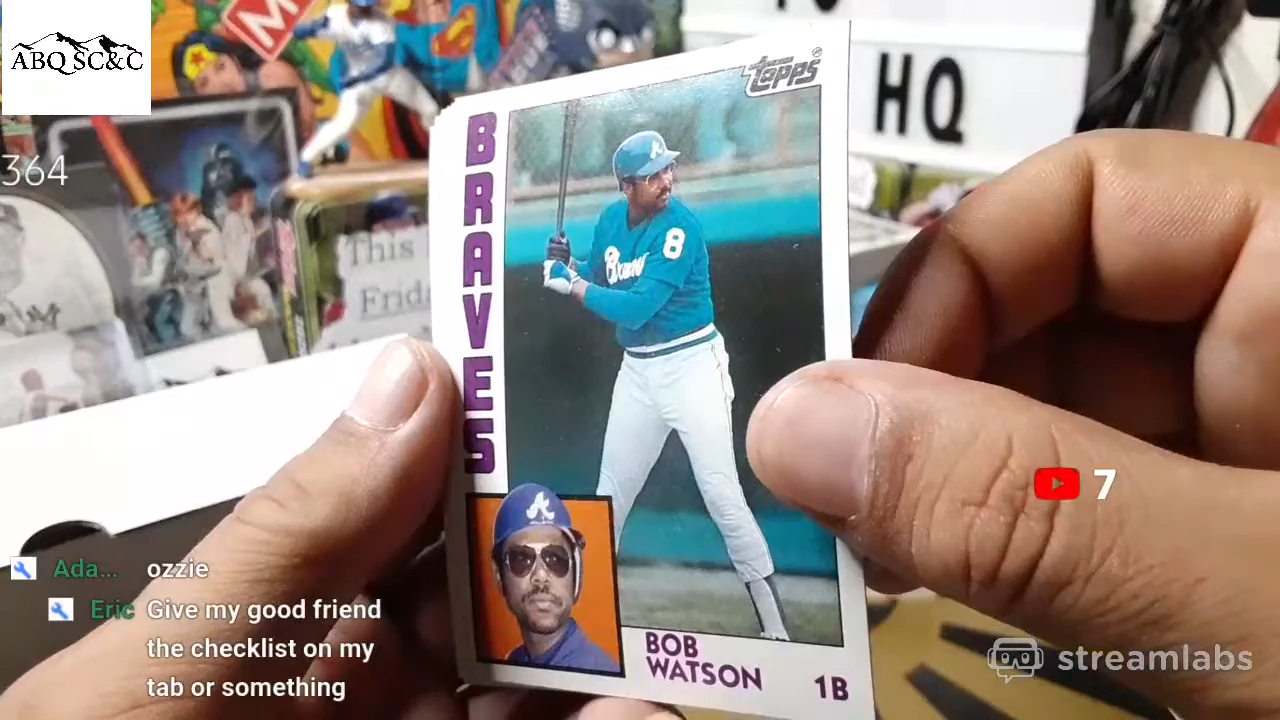 ABQ SC&C
HQ
364
This
Frida
BRAVES
Topps
8
Braves
A
A
BOB
WATSON
1B
7
Ada... ozzie
Eric Give my good friend
the checklist on my
tab or something
streamlabs